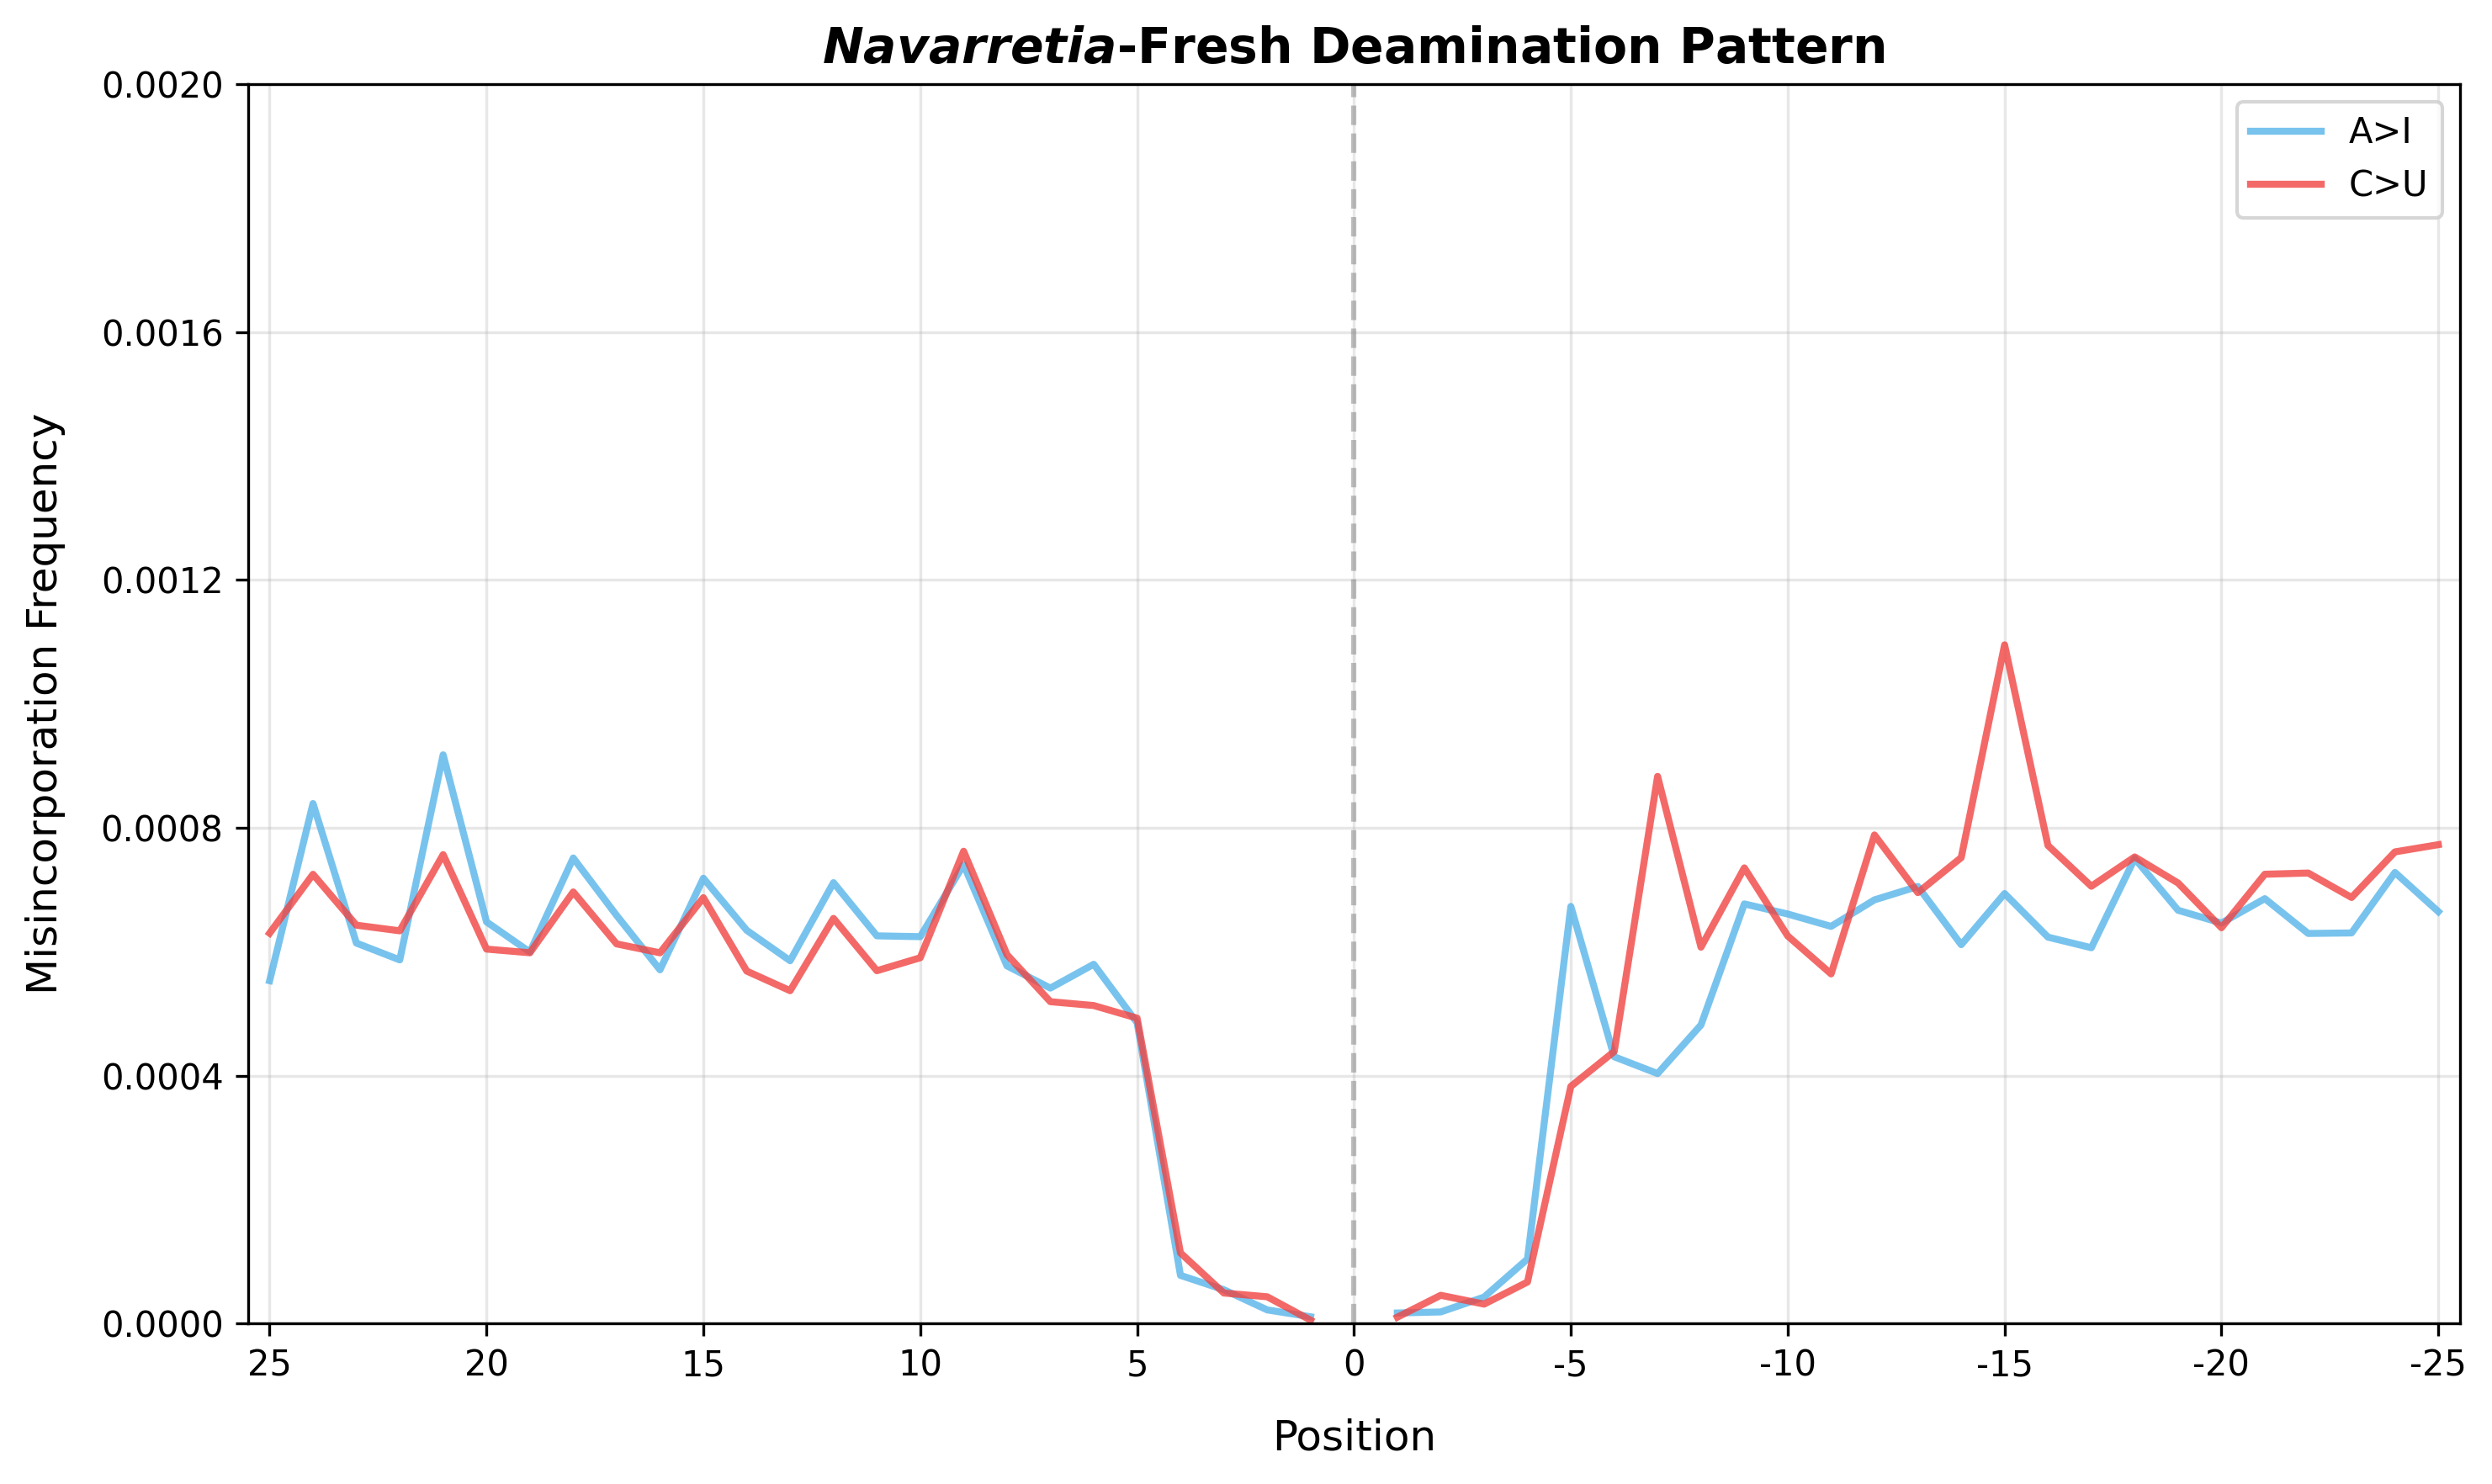 Navarretia-Fresh Deamination Pattern
0.0020
0.0016
0.0012
0.0008
0.0004
0.0000
Misincorporation Frequency
A>I
C>U
25 20 15 10 5 0 -5 -10 -15 -20 -25
Position